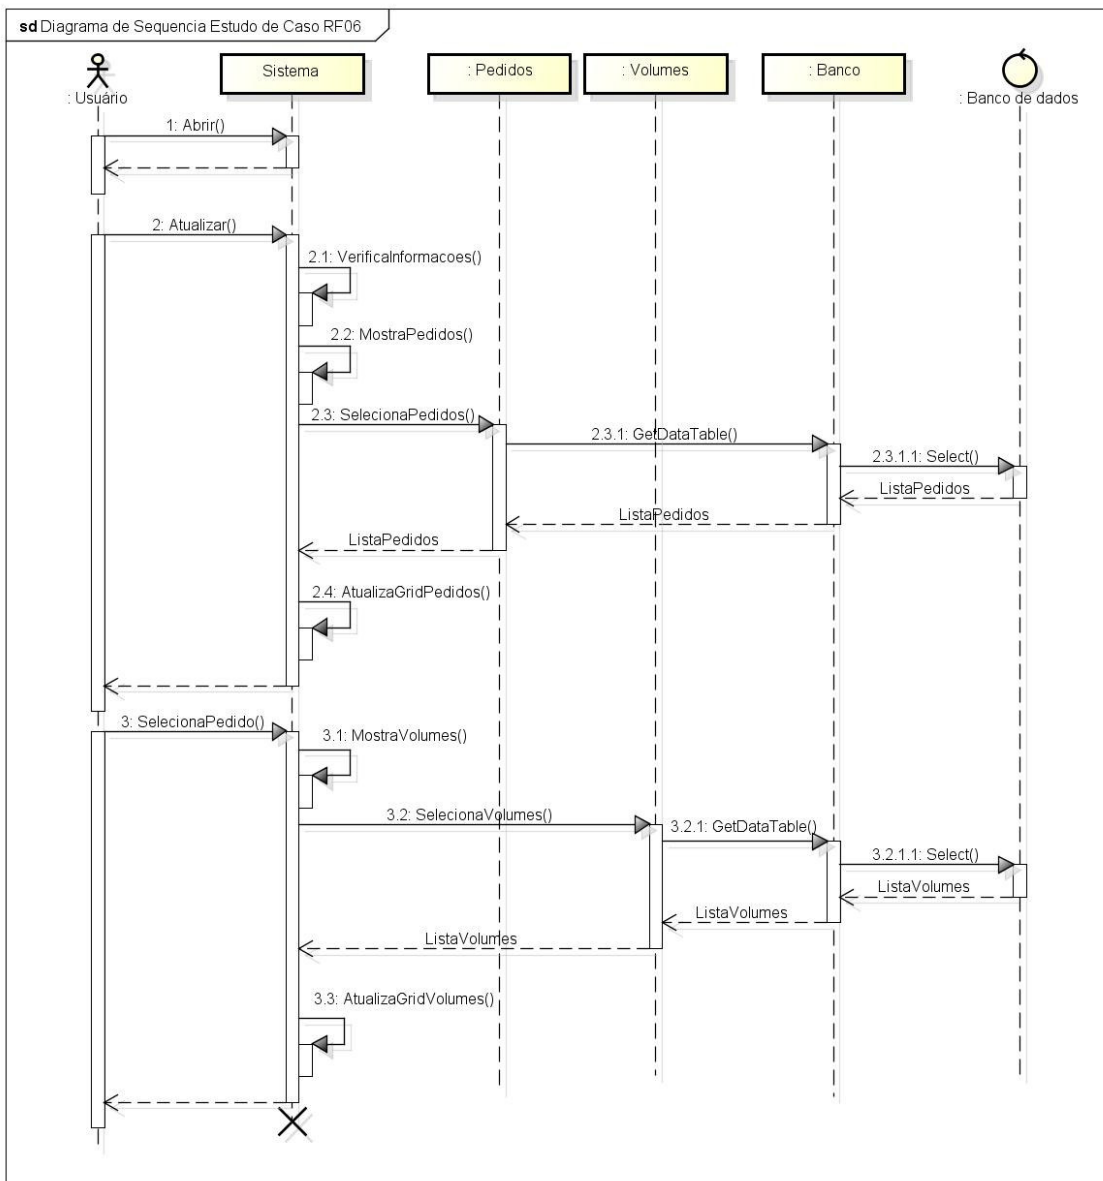 sd Diagrama de Sequencia Estudo de Caso RF06
Sistema
: Pedidos
: Volumes
: Banco
: Usuário
: Banco de dados
1: Abrir()
2: Atualizar()
2.1: VerificaInformacoes()
2.2: MostraPedidos()
2.3: SelecionaPedidos()
2.3.1: GetDataTable()
2.3.1.1: Select()
ListaPedidos
ListaPedidos
ListaPedidos
2.4: AtualizaGridPedidos()
3: SelecionaPedido()
3.1: MostraVolumes()
3.2: SelecionaVolumes()
3.2.1: GetDataTable()
3.2.1.1: Select()
ListaVolumes
ListaVolumes
ListaVolumes
3.3: AtualizaGridVolumes()